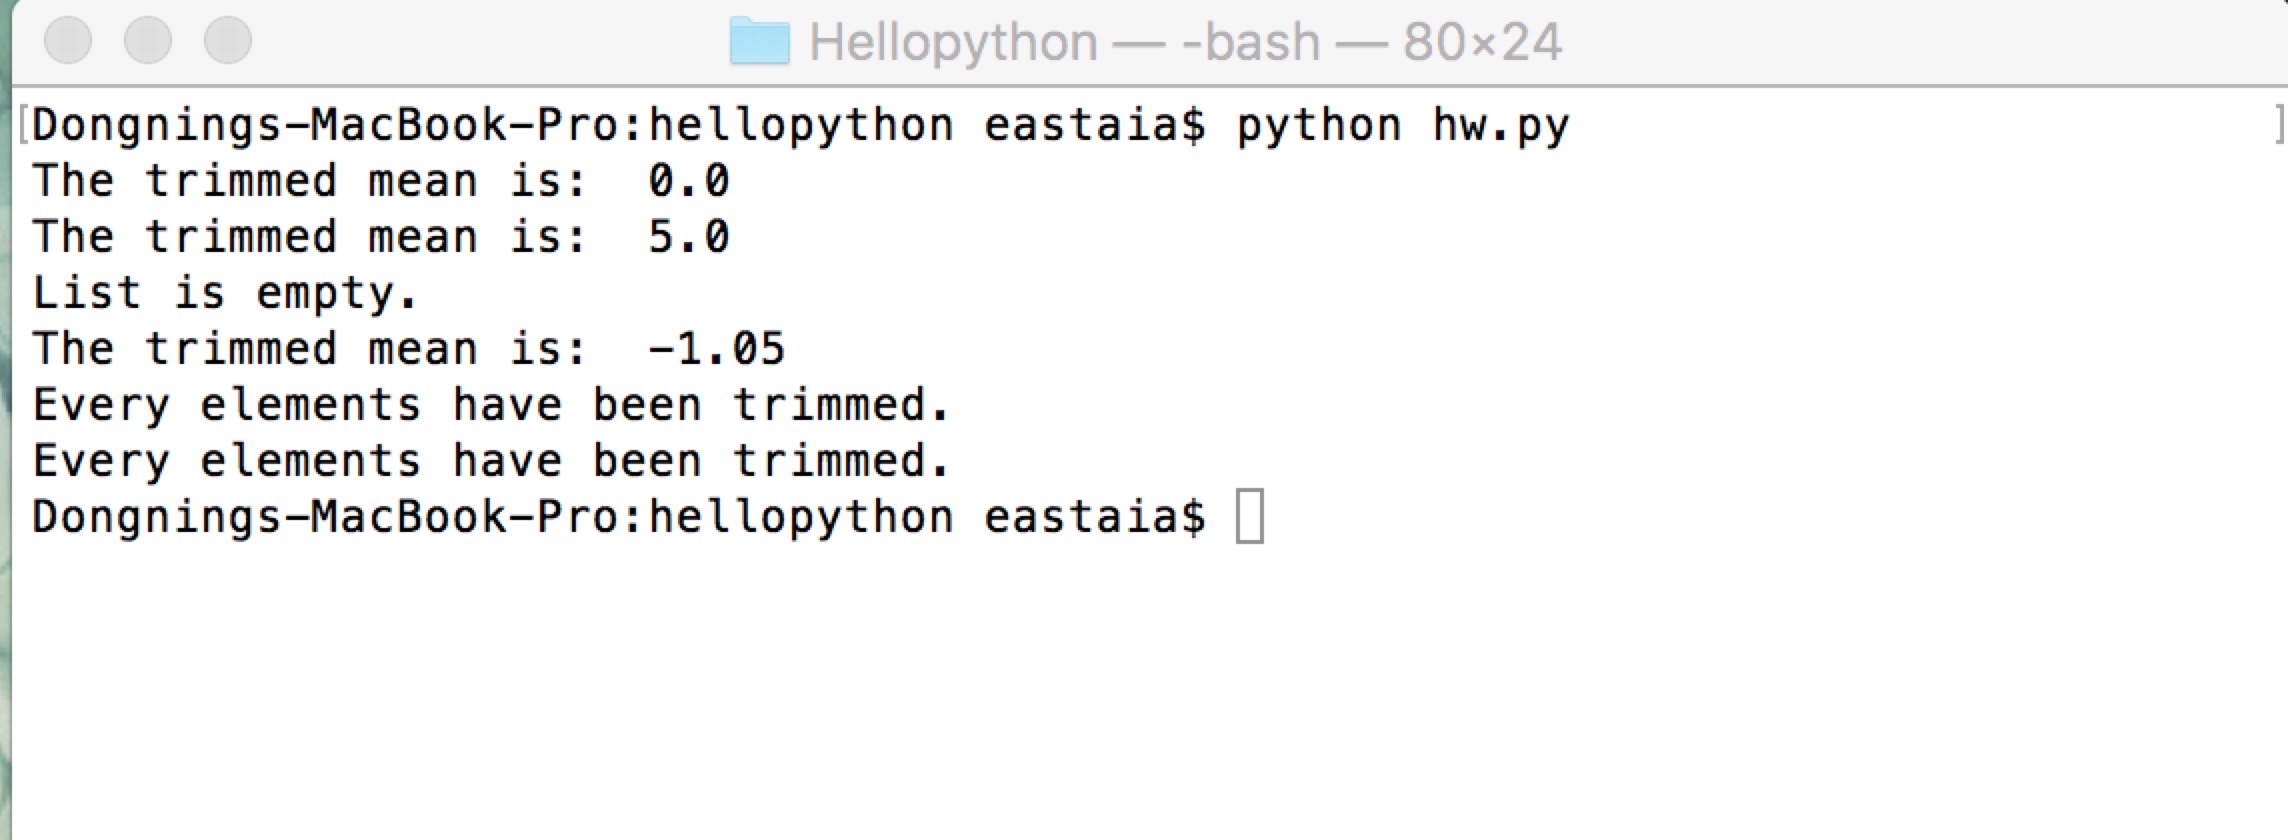 Hellopython — -bash — 80×24
[Dongnings-MacBook-Pro:hellopython eastaia$ python hw.py ]
The trimmed mean is:  0.0
The trimmed mean is:  5.0
List is empty.
The trimmed mean is:  -1.05
Every elements have been trimmed.
Every elements have been trimmed.
Dongnings-MacBook-Pro:hellopython eastaia$